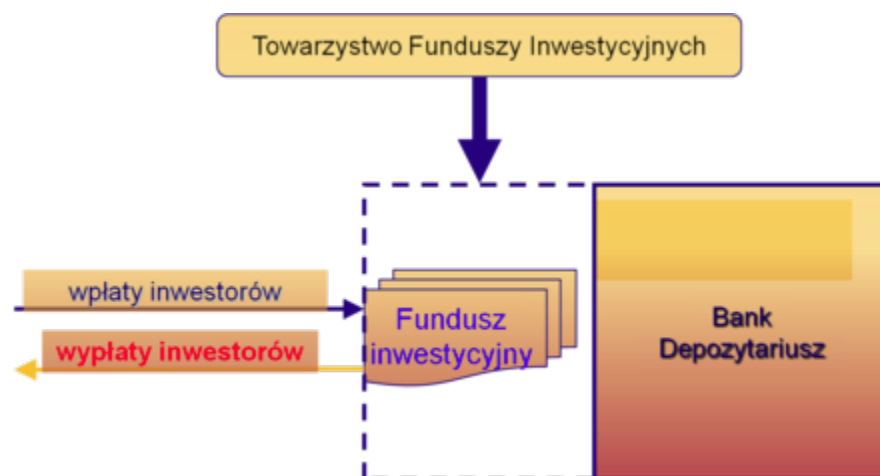 Towarzystwo Funduszy Inwestycyjnych
wpłaty inwestorów
wypłaty inwestorów
Fundusz
inwestycyjny
Bank
Depozytariusz